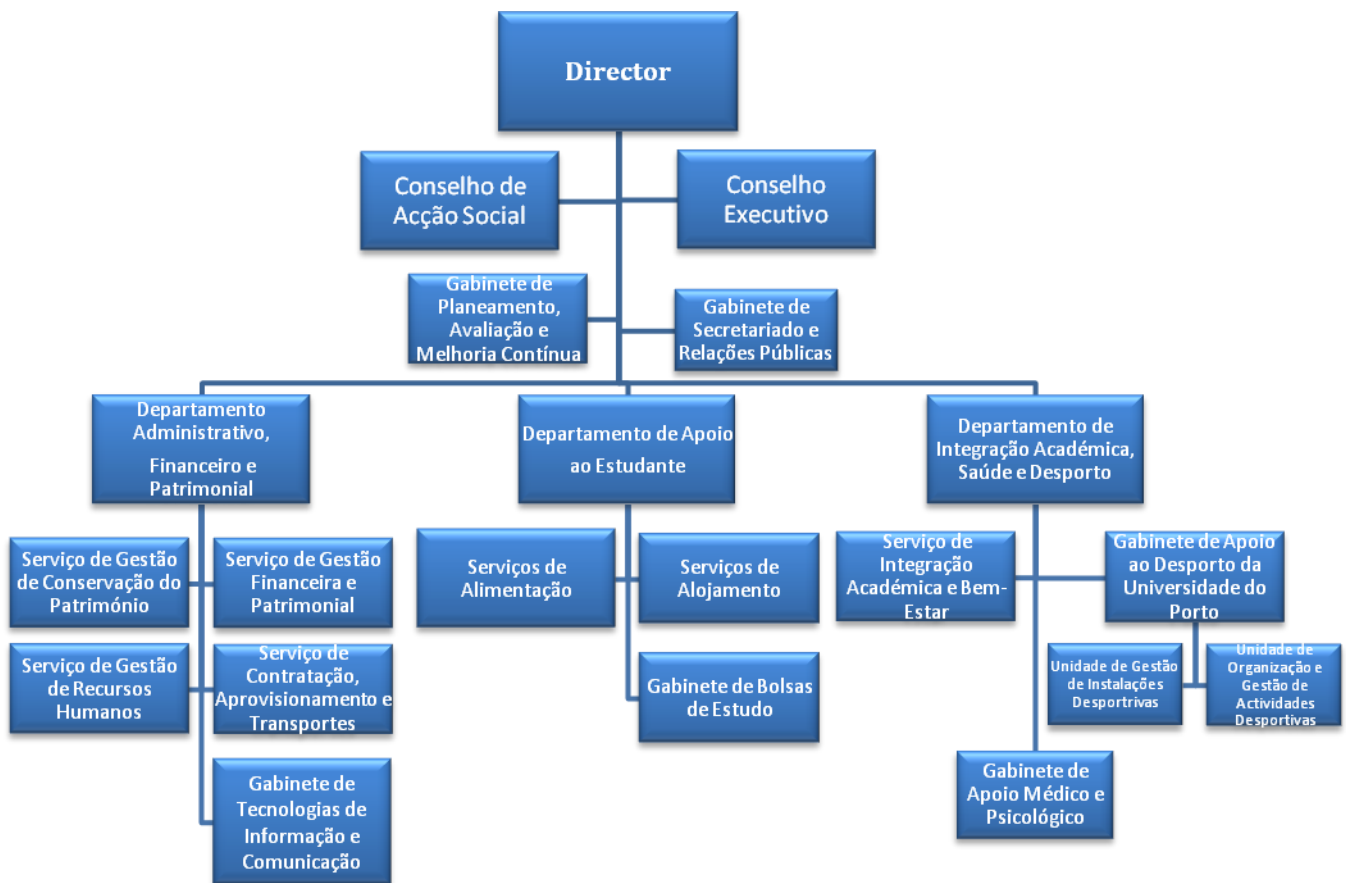 Director
Conselho de
Acção Social
Conselho
Executivo
Gabinete de
Planeamento,
Avaliação e
Melhoria Contínua
Gabinete de
Secretariado e
Relações Públicas
Departamento
Administrativo,
Financeiro e
Patrimonial
Departamento de Apoio
ao Estudante
Departamento de
Integração Académica,
Saúde e Desporto
Serviço de Gestão
de Conservação do
Património
Serviço de Gestão
Financeira e
Patrimonial
Serviços de
Alimentação
Serviços de
Alojamento
Serviço de
Integração
Académica e Bem-
Estar
Gabinete de Apoio
ao Desporto da
Universidade do
Porto
Serviço de Gestão
de Recursos
Humanos
Serviço de
Contratação,
Aprovisionamento e
Transportes
Gabinete de Bolsas
de Estudo
Unidade de Gestão
de Instalações
Desportrivas
Unidade de
Organização e
Gestão de
Actividades
Desportivas
Gabinete de
Tecnologias de
Informação e
Comunicação
Gabinete de
Apoio Médico e
Psicológico